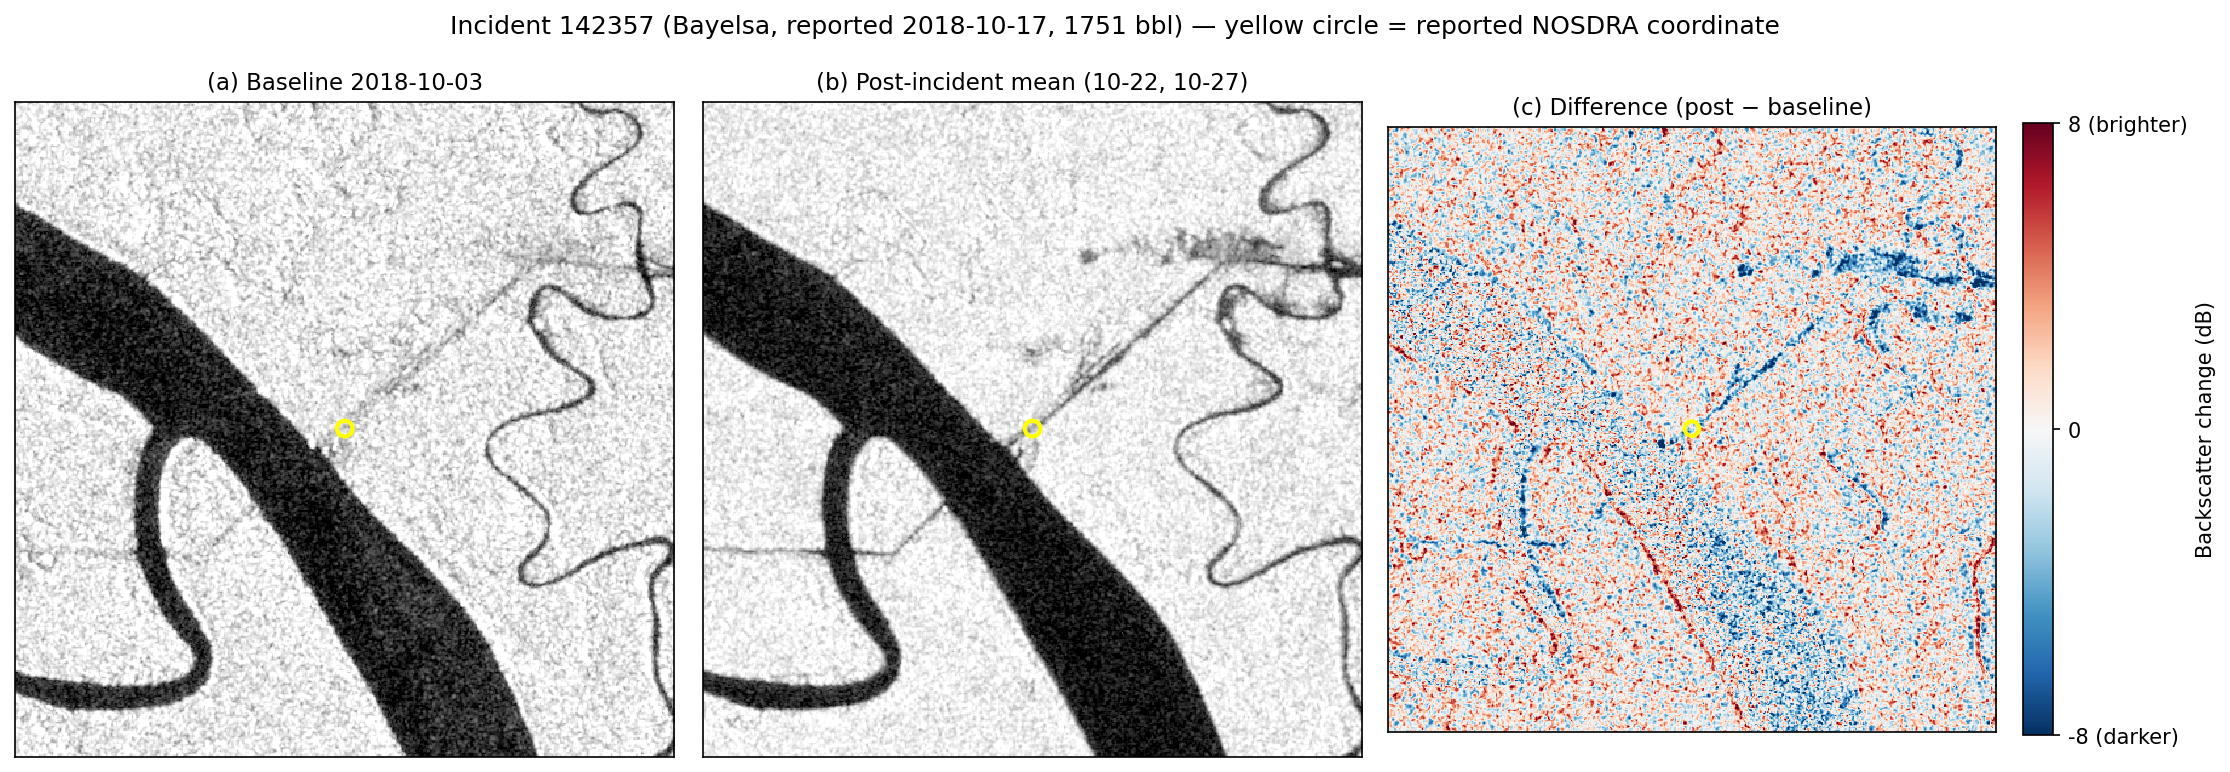 Incident 142357 (Bayelsa, reported 2018-10-17, 1751 bbl) — yellow circle = reported NOSDRA coordinate
(a) Baseline 2018-10-03
(b) Post-incident mean (10-22, 10-27)
(c) Difference (post − baseline)
8 (brighter)
0
-8 (darker)
Backscatter change (dB)